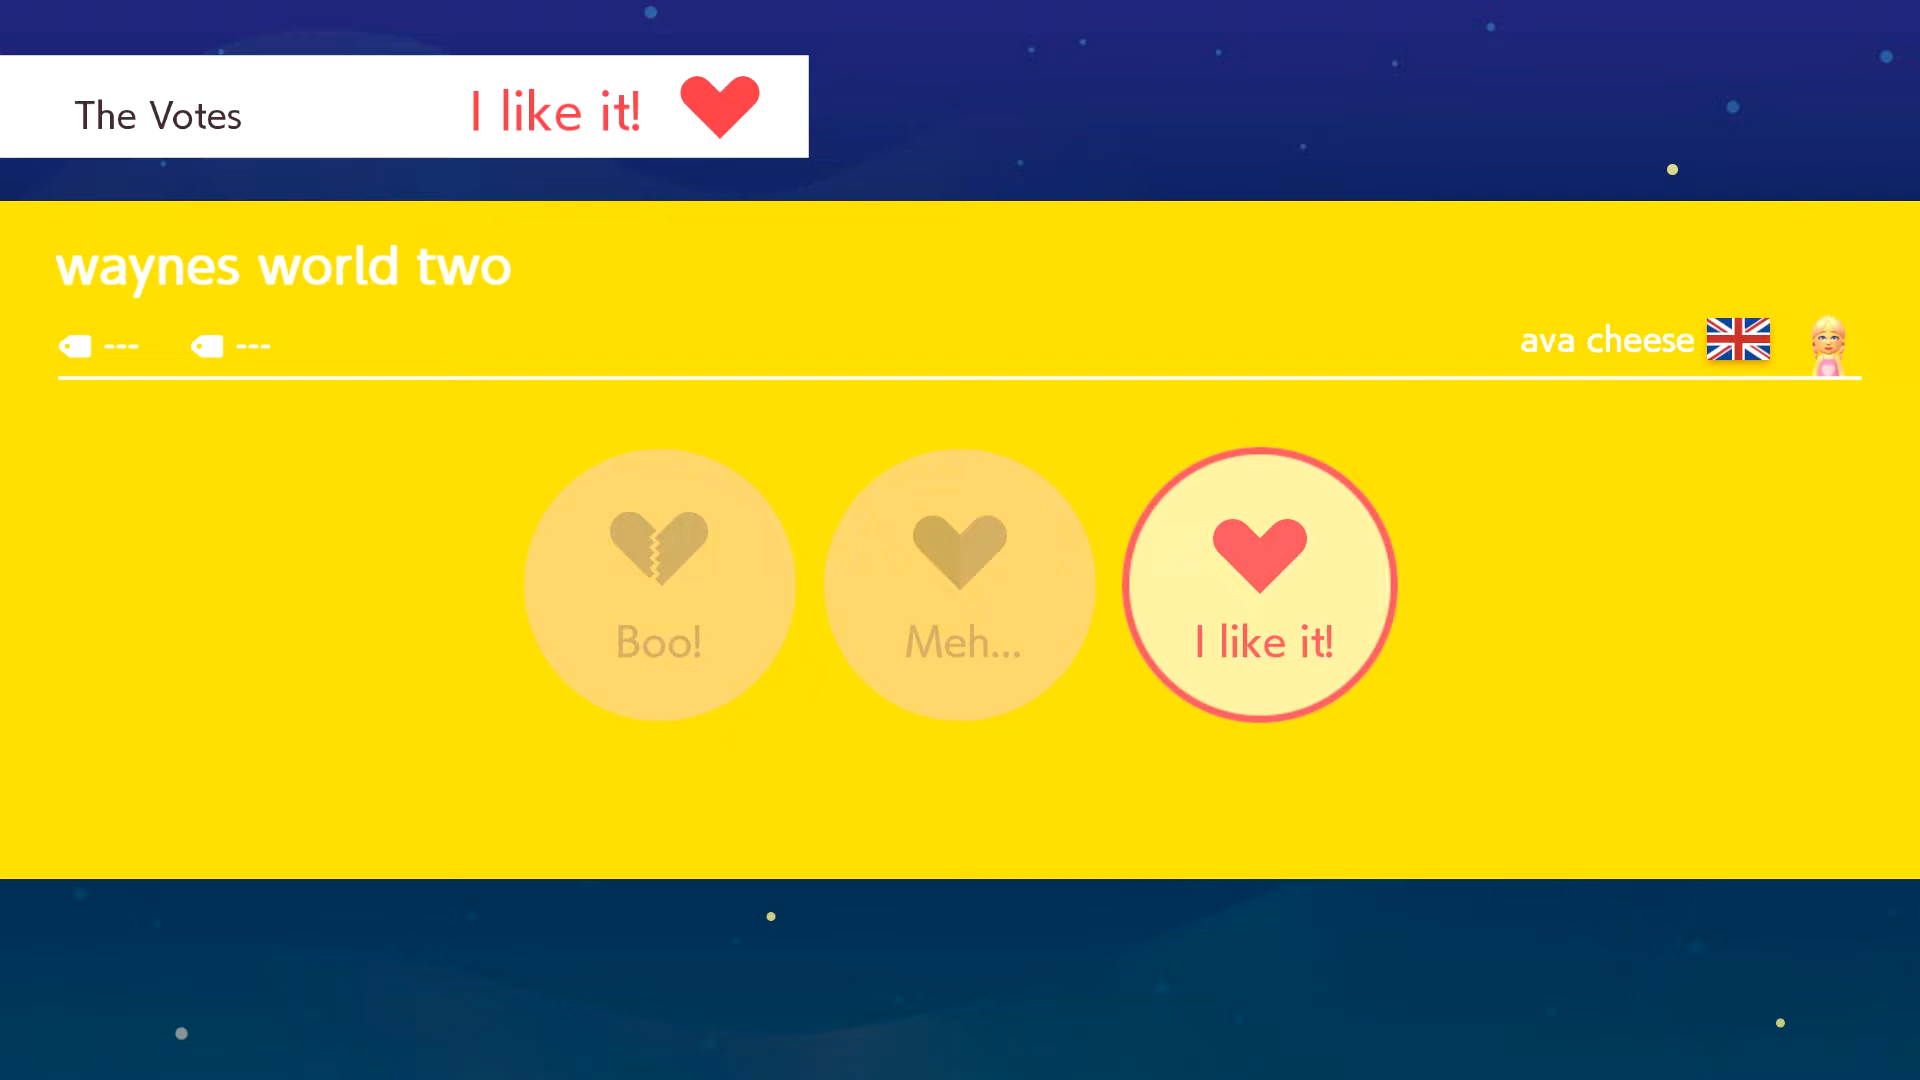 The Votes
I like it!
waynes world two
---
---
ava cheese
Boo!
Meh...
I like it!